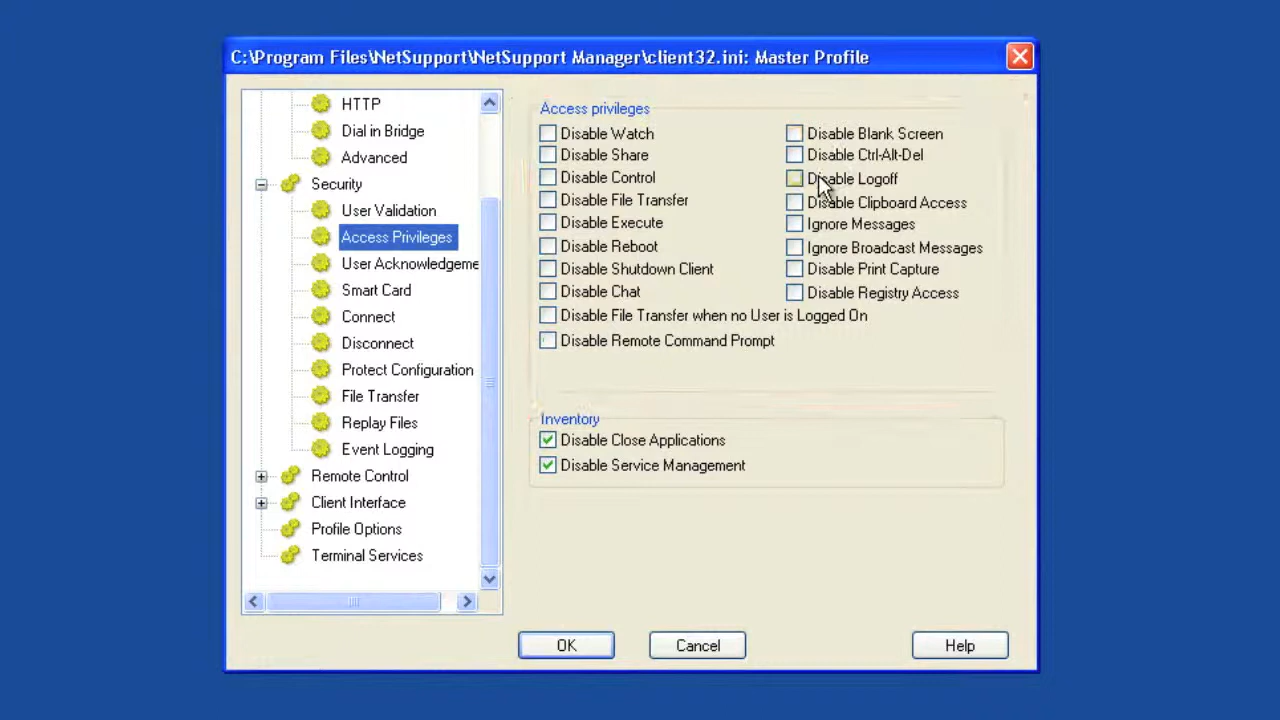 C:\Program Files\NetSupport\NetSupport Manager\client32.ini: Master Profile
HTTP
Dial in Bridge
Advanced
Security
User Validation
Access Privileges
User Acknowledgeme
Smart Card
Connect
Disconnect
Protect Configuration
File Transfer
Replay Files
Event Logging
Remote Control
Client Interface
Profile Options
Terminal Services
Access privileges
Disable Watch
Disable Share
Disable Control
Disable File Transfer
Disable Execute
Disable Reboot
Disable Shutdown Client
Disable Chat
Disable File Transfer when no User is Logged On
Disable Remote Command Prompt
Disable Blank Screen
Disable Ctrl-Alt-Del
Disable Logoff
Disable Clipboard Access
Ignore Messages
Ignore Broadcast Messages
Disable Print Capture
Disable Registry Access
Inventory
Disable Close Applications
Disable Service Management
OK
Cancel
Help